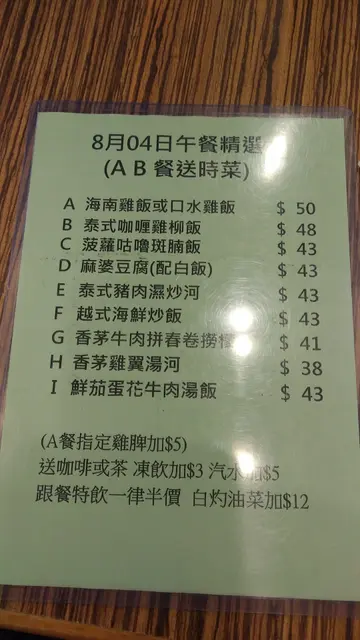 8月04日午餐精選
(A B 餐送時菜)
A 海南雞飯或口水雞飯 $ 50
B 泰式咖喱雞柳飯 $ 48
C 菠蘿咕嚕斑腩飯 $ 43
D 麻婆豆腐(配白飯) $ 43
E 泰式豬肉濕炒河 $ 43
F 越式海鮮炒飯 $ 43
G 香茅牛肉拼春卷撈檬 $ 41
H 香茅雞翼湯河 $ 38
I 鮮茄蛋花牛肉湯飯 $ 43
(A餐指定雞脾加$5)
送咖啡或茶 凍飲加$3 汽水加$5
跟餐特飲一律半價 白灼油菜加$12